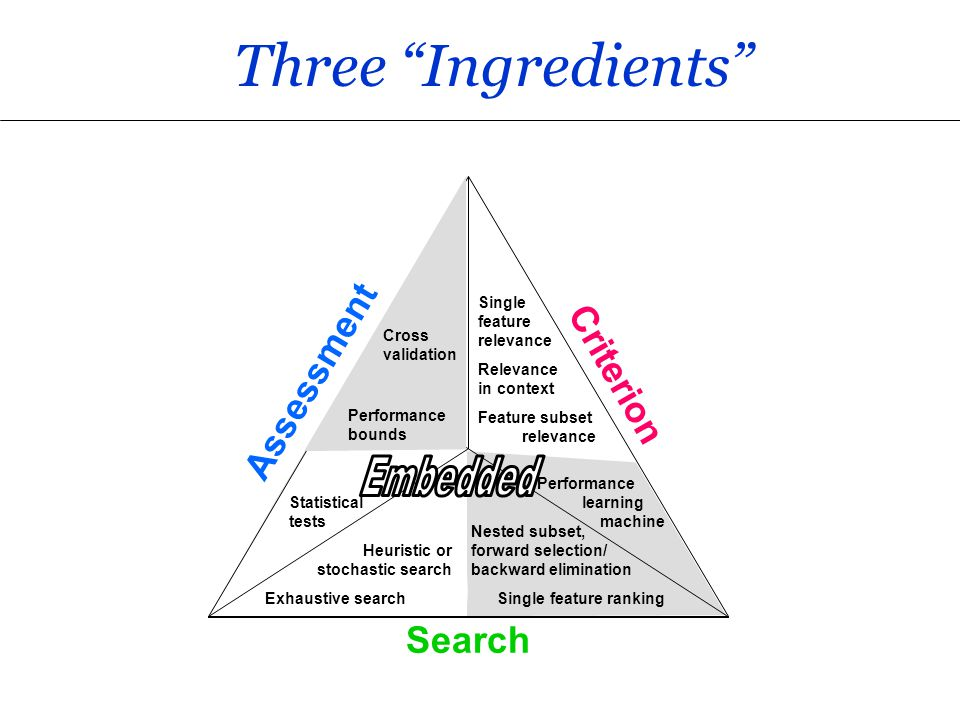 Three “Ingredients”
Assessment
Cross
validation
Performance
bounds
Statistical
tests
Criterion
Single
feature
relevance
Relevance
in context
Feature subset
relevance
Performance
learning
machine
Embedded
Heuristic or
stochastic search
Exhaustive search
Nested subset,
forward selection/
backward elimination
Single feature ranking
Search